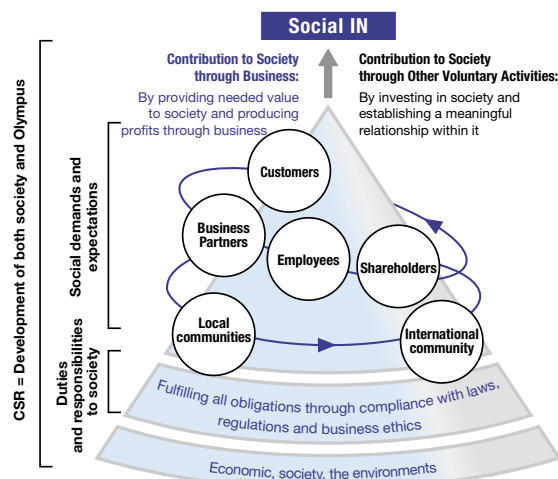 Social IN
Contribution to Society
through Business:
By providing needed value
to society and producing
profits through business
Contribution to Society
through Other Voluntary Activities:
By investing in society and
establishing a meaningful
relationship within it
CSR = Development of both society and Olympus
Social demands and
expectations
Duties
and responsibilities
to society
Customers
Business
Partners
Employees
Shareholders
Local
communities
International
community
Fulfilling all obligations through compliance with laws,
regulations and business ethics
Economic, society, the environments